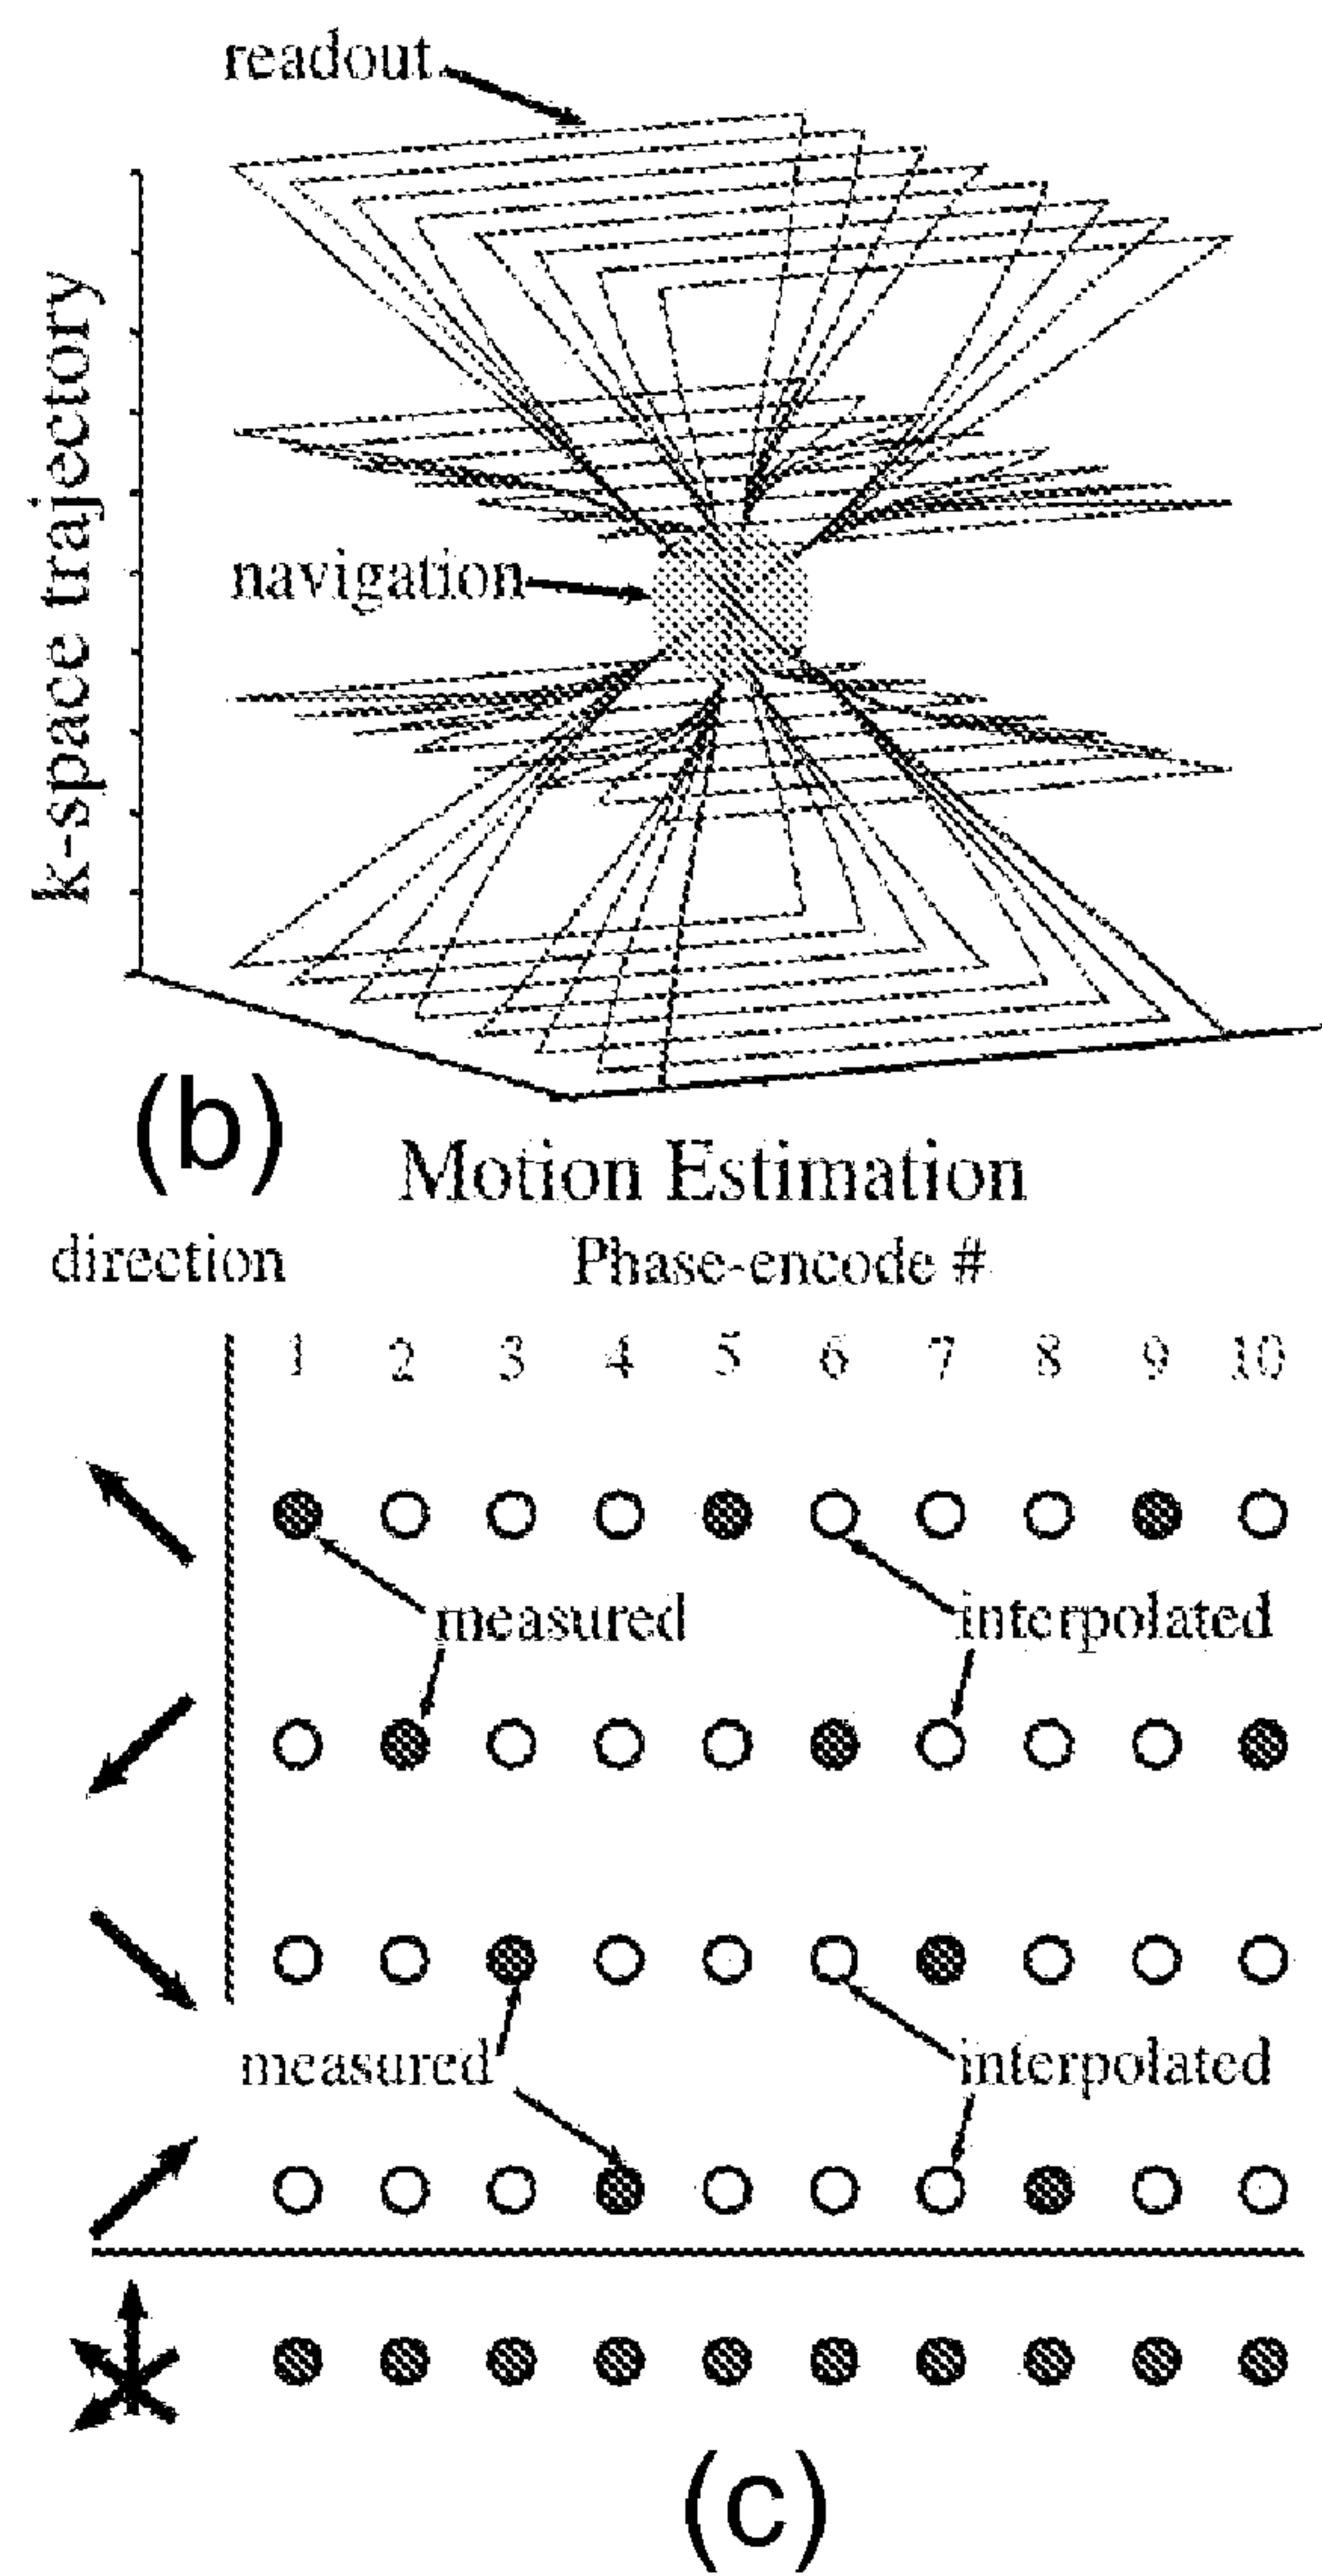 readout
k-space trajectory
navigation
(b)
Motion Estimation
direction Phase-encode #
1 2 3 4 5 6 7 8 9 10
measured interpolated
measured interpolated
(c)